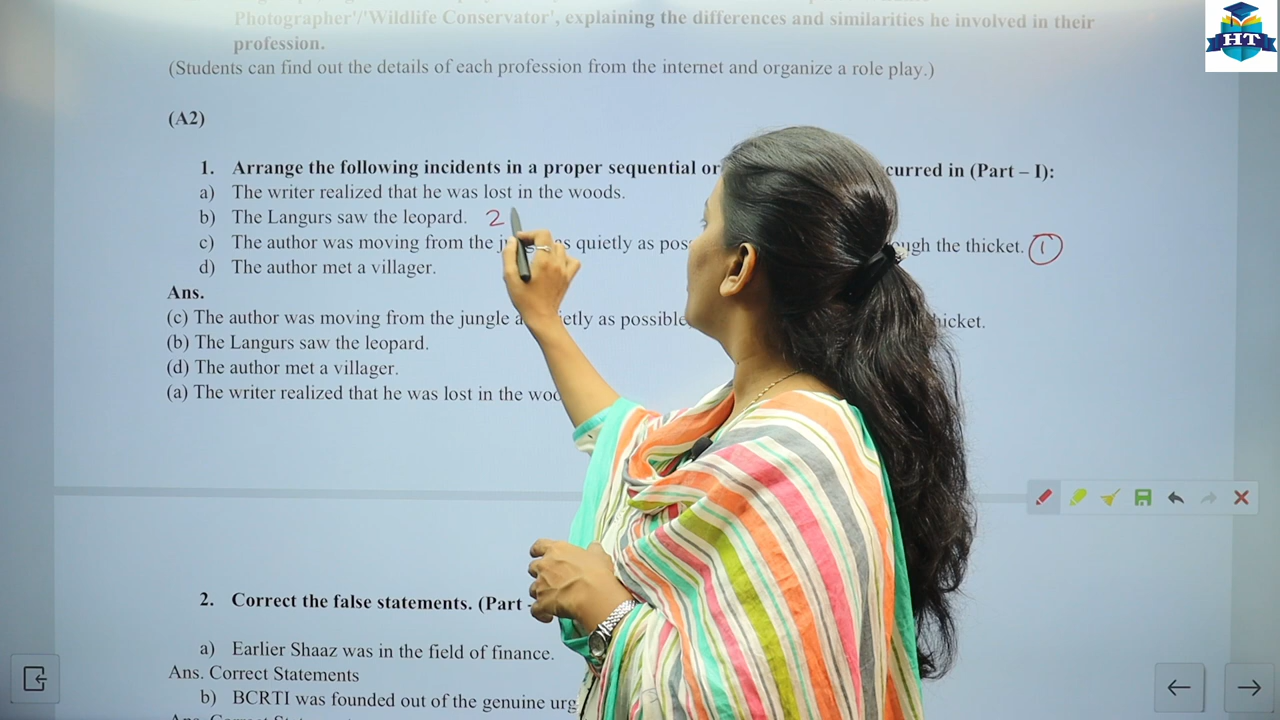 Photographer'/'Wildlife Conservator', explaining the differences and similarities he involved in their
profession.
(Students can find out the details of each profession from the internet and organize a role play.)
HT
(A2)
1. Arrange the following incidents in a proper sequential or curred in (Part – I):
a) The writer realized that he was lost in the woods.
b) The Langurs saw the leopard. 2
c) The author was moving from the quietly as pos ugh the thicket. 1
d) The author met a villager.
Ans.
(c) The author was moving from the jungle etly as possible, hicket.
(b) The Langurs saw the leopard.
(d) The author met a villager.
(a) The writer realized that he was lost in the woo
2. Correct the false statements. (Part
a) Earlier Shaaz was in the field of finance.
Ans. Correct Statements
b) BCRTI was founded out of the genuine urg